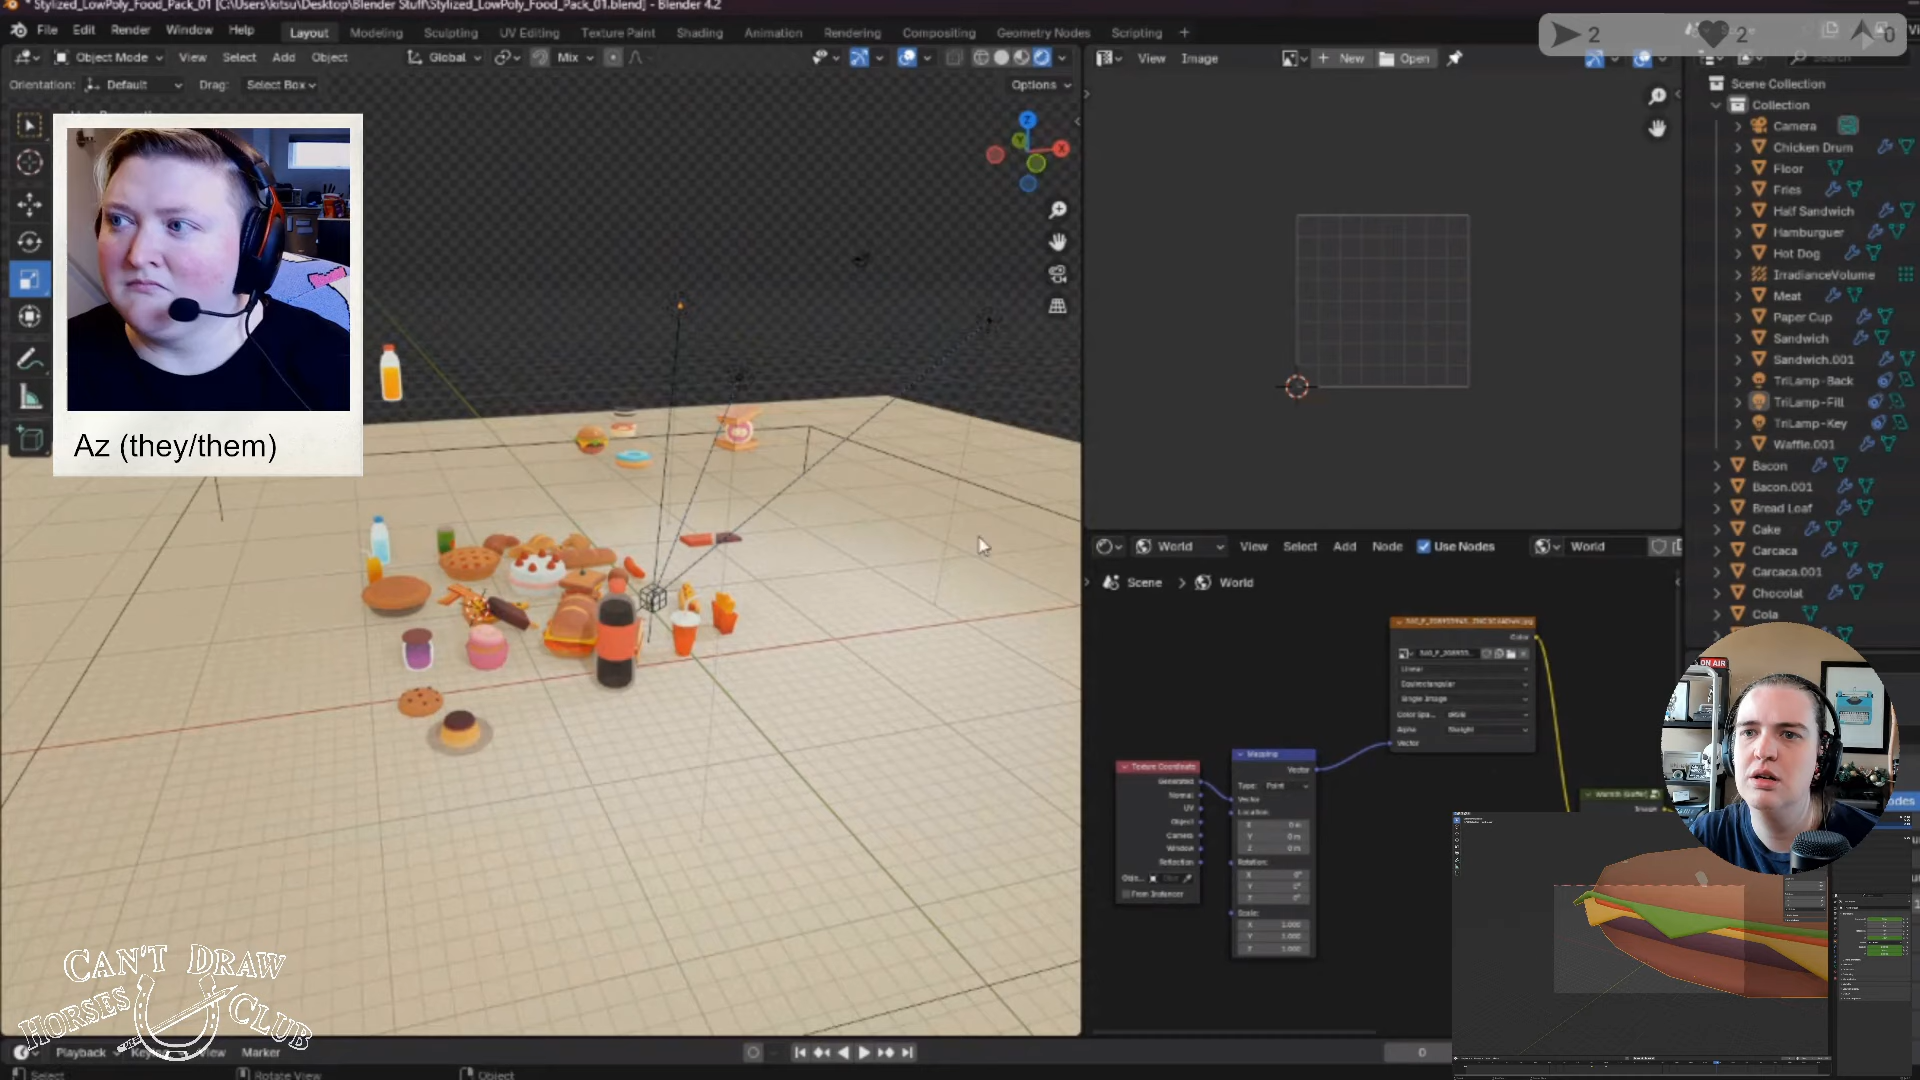 * Stylized_LowPoly_Food_Pack_01 [C:\Users\kitsu\Desktop\Blender Stuff\Stylized_LowPoly_Food_Pack_01.blend] - Blender 4.2
File Edit Render Window Help Layout Modeling Sculpting UV Editing Texture Paint Shading Animation Rendering Compositing Geometry Nodes Scripting +
2 2 0
Object Mode View Select Add Object Global Mix
View Image New Open
Orientation: Default Drag: Select Box Options
Z
Y
X
Scene Collection
Collection
Camera
Chicken Drum
Floor
Fries
Half Sandwich
Hamburguer
Hot Dog
IrradianceVolume
Meat
Paper Cup
Sandwich
Sandwich.001
TriLamp-Back
TriLamp-Fill
TriLamp-Key
Waffle.001
Bacon
Bacon.001
Bread Loaf
Cake
Carcaca
Carcaca.001
Chocolat
Cola
Az (they/them)
World View Select Add Node Use Nodes World
Scene > World
Color
Linear
Equirectangular
Single Image
Color Spa... sRGB
Alpha Straight
Vector
Texture Coordinate
Generated
Normal
UV
Object
Camera
Window
Reflection
Obje...
From Instancer
Mapping
Vector
Type: Point
Vector
Location:
X 0 m
Y 0 m
Z 0 m
Rotation:
X 0°
Y 0°
Z 0°
Scale:
X 1.000
Y 1.000
Z 1.000
Image
ON AIR
CAN'T DRAW
HORSES CLUB
Playback View Marker
0
Select Rotate View Object